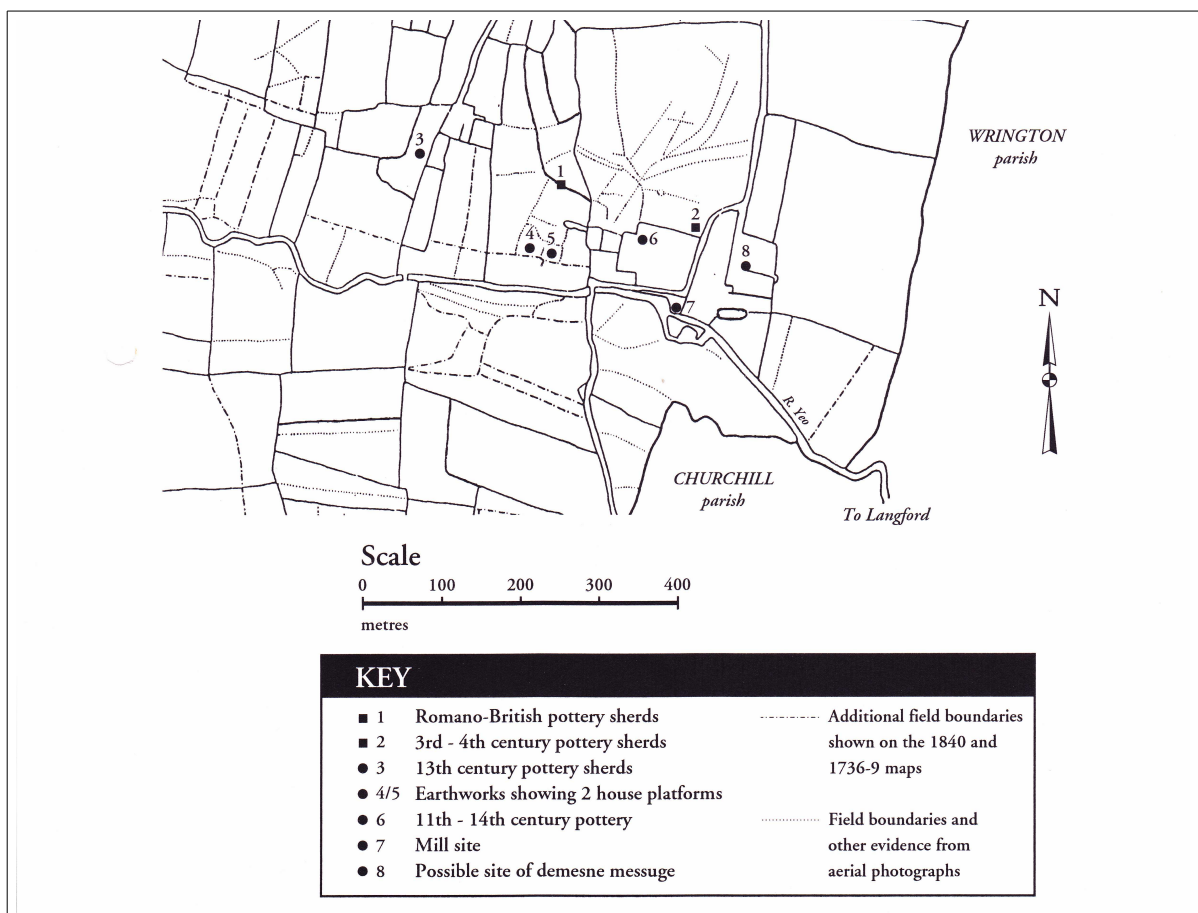 WRINGTON
parish
3
1
2
4
5
6
8
7
N
R. Yeo
CHURCHILL
parish
To Langford
Scale
0 100 200 300 400
metres
KEY
1 Romano-British pottery sherds
2 3rd - 4th century pottery sherds
3 13th century pottery sherds
4/5 Earthworks showing 2 house platforms
6 11th - 14th century pottery
7 Mill site
8 Possible site of demesne messuge
Additional field boundaries
shown on the 1840 and
1736-9 maps
Field boundaries and
other evidence from
aerial photographs